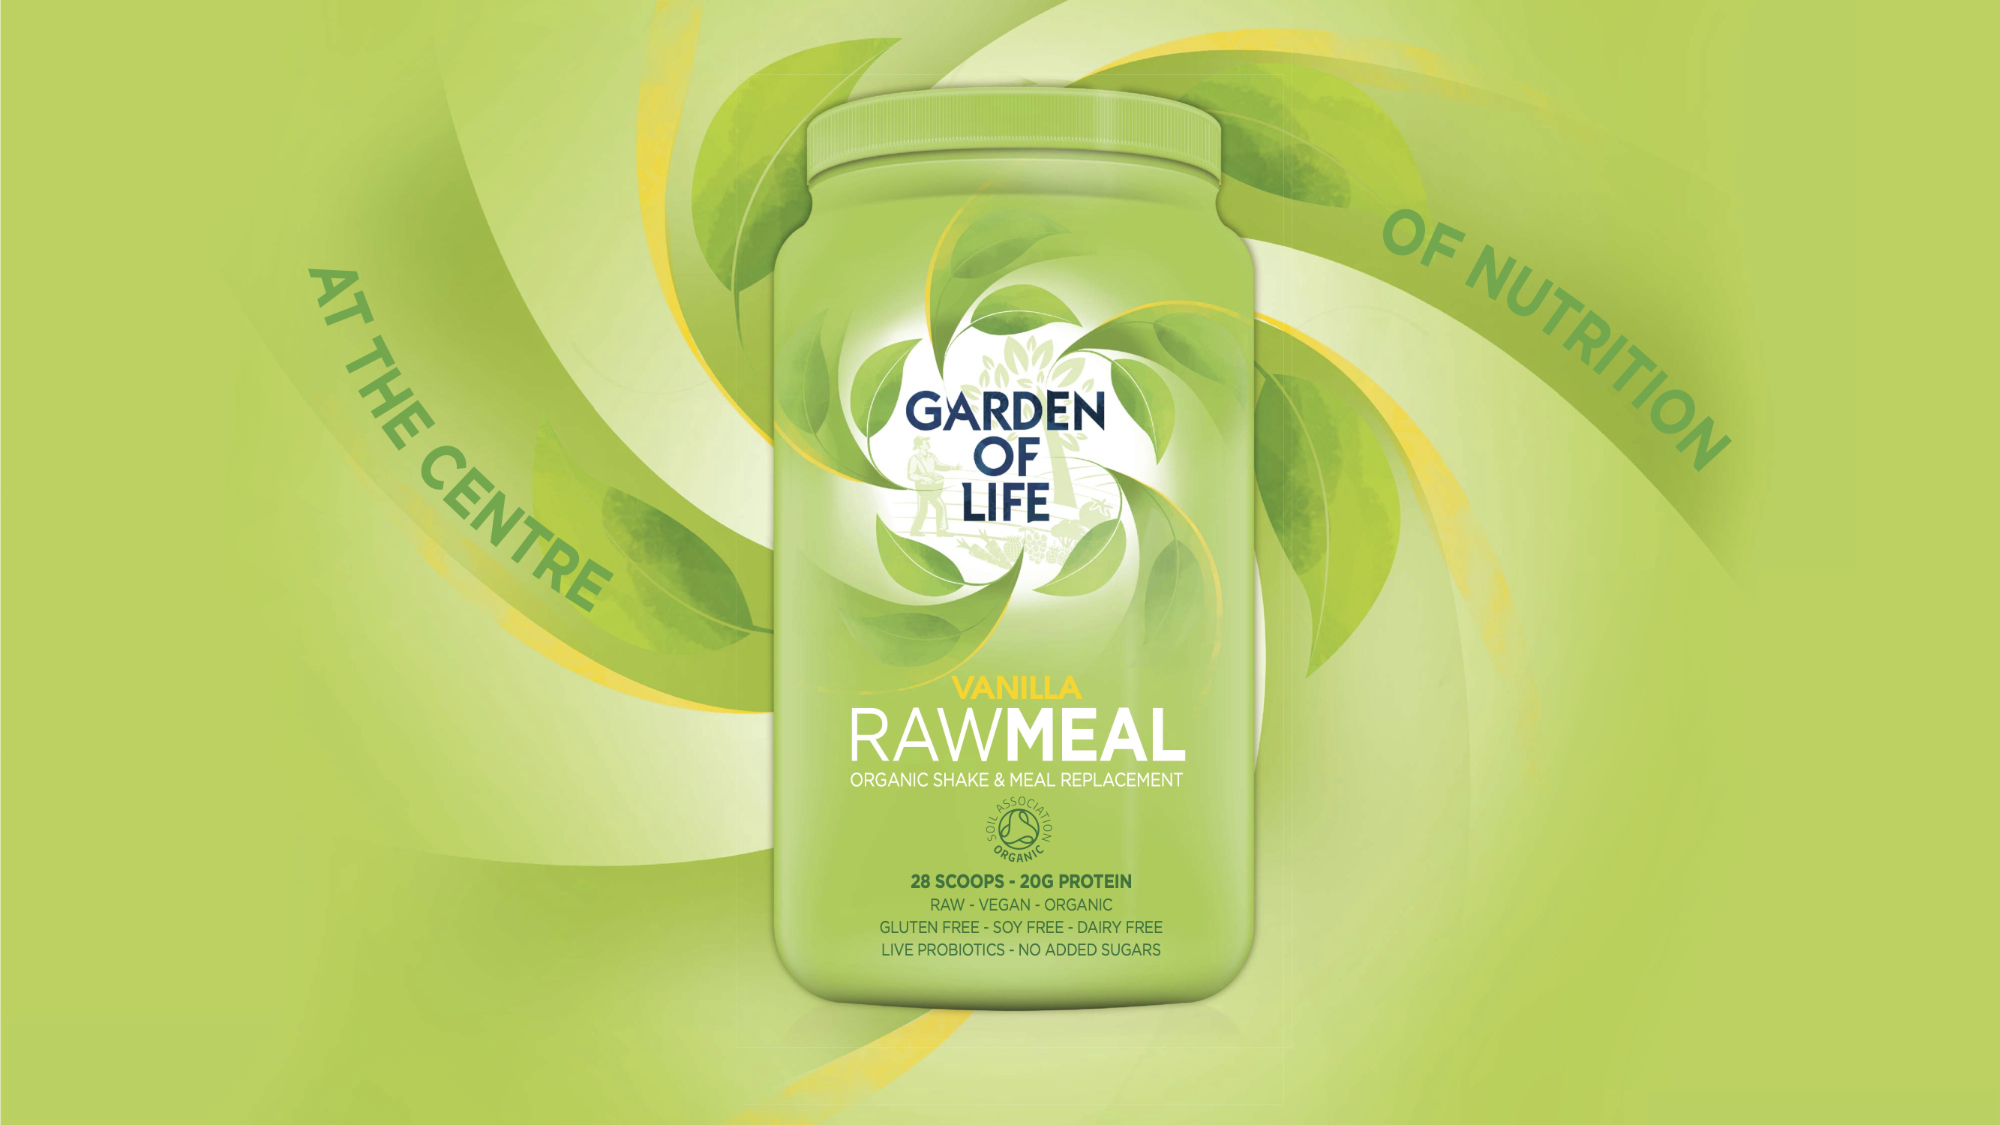 AT THE CENTRE
OF NUTRITION
GARDEN
OF
LIFE
VANILLA
RAWMEAL
ORGANIC SHAKE & MEAL REPLACEMENT
SOIL ASSOCIATION
ORGANIC
28 SCOOPS - 20G PROTEIN
RAW - VEGAN - ORGANIC
GLUTEN FREE - SOY FREE - DAIRY FREE
LIVE PROBIOTICS - NO ADDED SUGARS